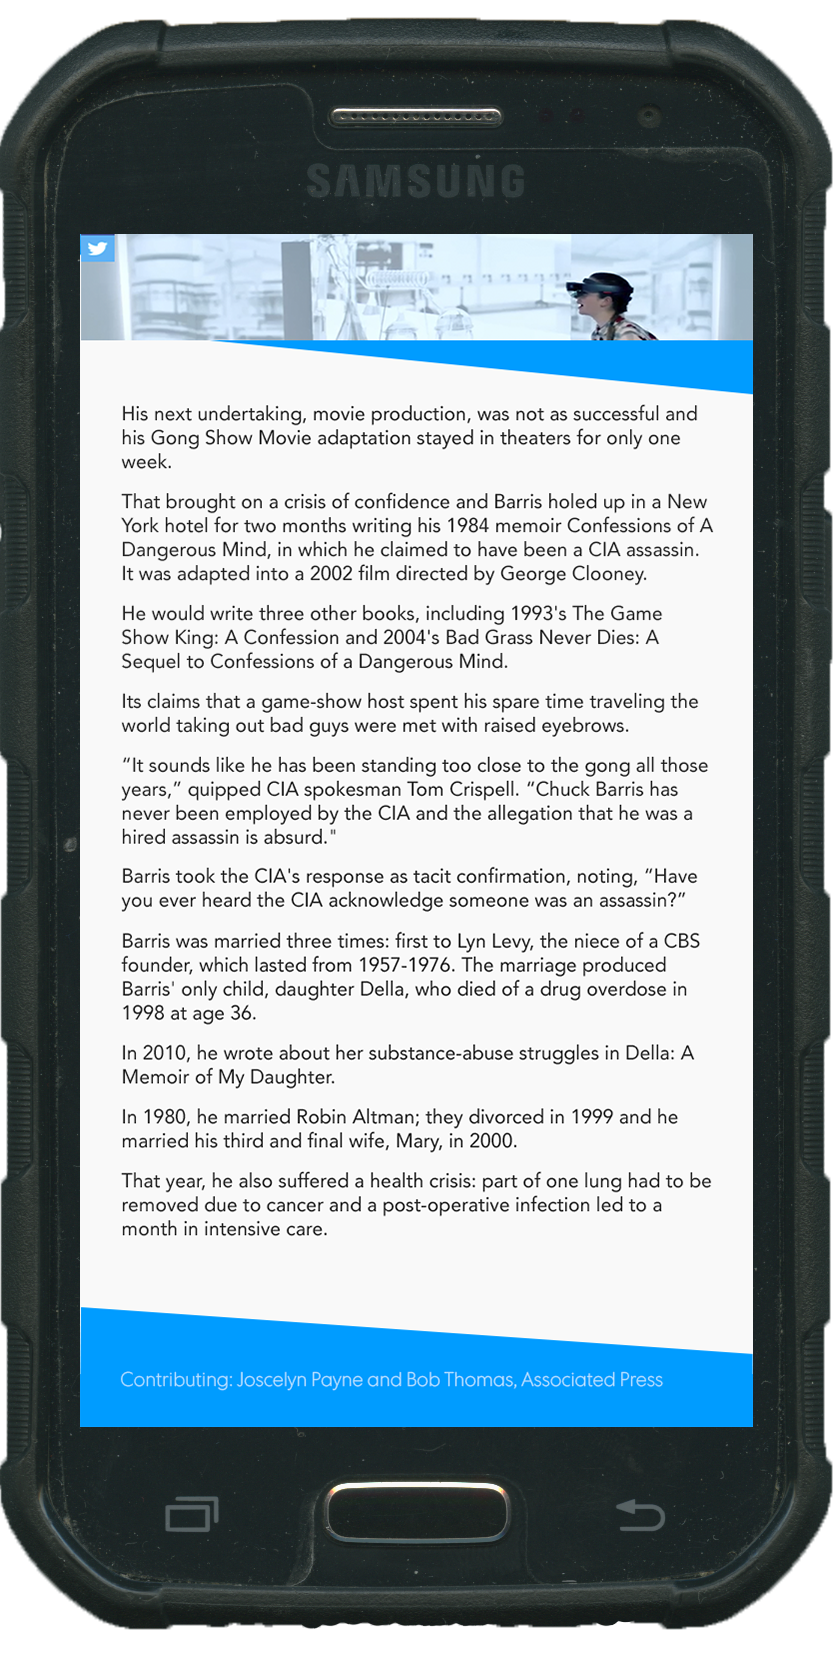 SAMSUNG
His next undertaking, movie production, was not as successful and
his Gong Show Movie adaptation stayed in theaters for only one
week.
That brought on a crisis of confidence and Barris holed up in a New
York hotel for two months writing his 1984 memoir Confessions of A
Dangerous Mind, in which he claimed to have been a CIA assassin.
It was adapted into a 2002 film directed by George Clooney.
He would write three other books, including 1993's The Game
Show King: A Confession and 2004's Bad Grass Never Dies: A
Sequel to Confessions of a Dangerous Mind.
Its claims that a game-show host spent his spare time traveling the
world taking out bad guys were met with raised eyebrows.
“It sounds like he has been standing too close to the gong all those
years,” quipped CIA spokesman Tom Crispell. “Chuck Barris has
never been employed by the CIA and the allegation that he was a
hired assassin is absurd."
Barris took the CIA's response as tacit confirmation, noting, “Have
you ever heard the CIA acknowledge someone was an assassin?”
Barris was married three times: first to Lyn Levy, the niece of a CBS
founder, which lasted from 1957-1976. The marriage produced
Barris' only child, daughter Della, who died of a drug overdose in
1998 at age 36.
In 2010, he wrote about her substance-abuse struggles in Della: A
Memoir of My Daughter.
In 1980, he married Robin Altman; they divorced in 1999 and he
married his third and final wife, Mary, in 2000.
That year, he also suffered a health crisis: part of one lung had to be
removed due to cancer and a post-operative infection led to a
month in intensive care.
Contributing: Joscelyn Payne and Bob Thomas, Associated Press